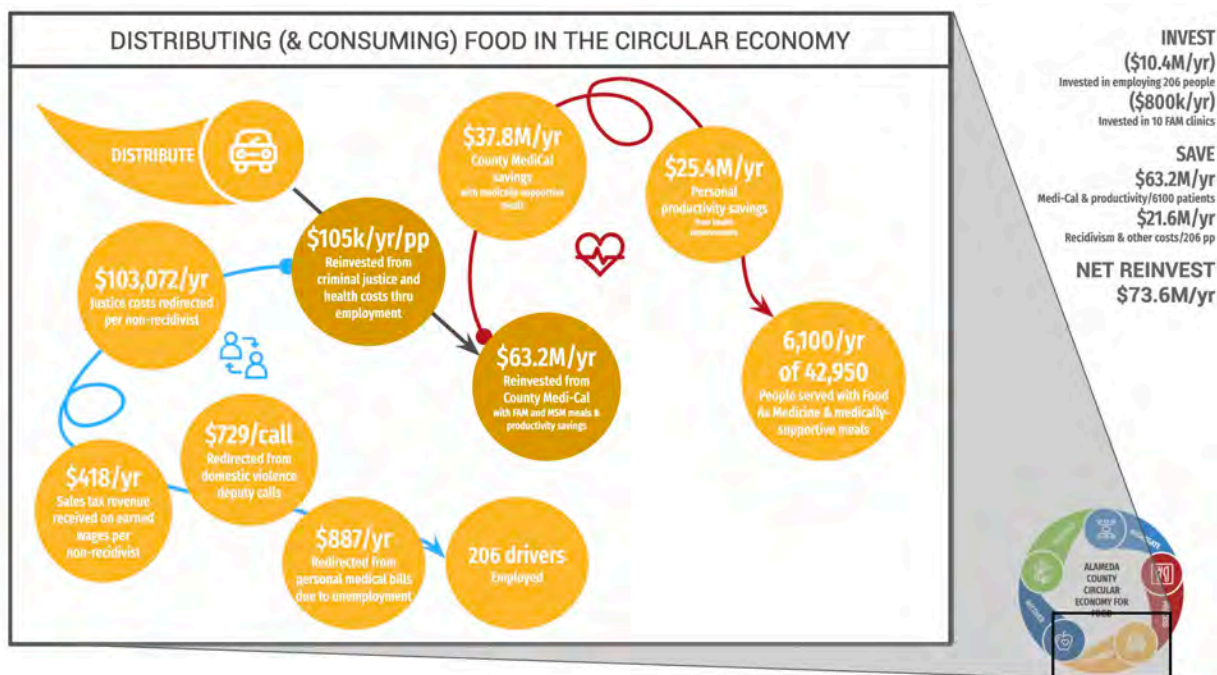 DISTRIBUTING (& CONSUMING) FOOD IN THE CIRCULAR ECONOMY
DISTRIBUTE
$37.8M/yr
County MediCal
savings
with medically-supportive
meals
$25.4M/yr
Personal
productivity savings
from health
$105k/yr/pp
Reinvested from
criminal justice and
health costs thru
employment
$103,072/yr
Justice costs redirected
per non-recidivist
$63.2M/yr
Reinvested from
County Medi-Cal
with FAM and MSM meals &
productivity savings
6,100/yr
of 42,950
People served with Food
As Medicine & medically-
supportive meals
$729/call
Redirected from
domestic violence
deputy calls
$418/yr
Sales tax revenue
received on earned
wages per
non-recidivist
$887/yr
Redirected from
personal medical bills
due to unemployment
206 drivers
Employed
INVEST
($10.4M/yr)
Invested in employing 206 people
($800k/yr)
Invested in 10 FAM clinics
SAVE
$63.2M/yr
Medi-Cal & productivity/6100 patients
$21.6M/yr
Recidivism & other costs/206 pp
NET REINVEST
$73.6M/yr
ALAMEDA
COUNTY
CIRCULAR
ECONOMY FOR
FOOD